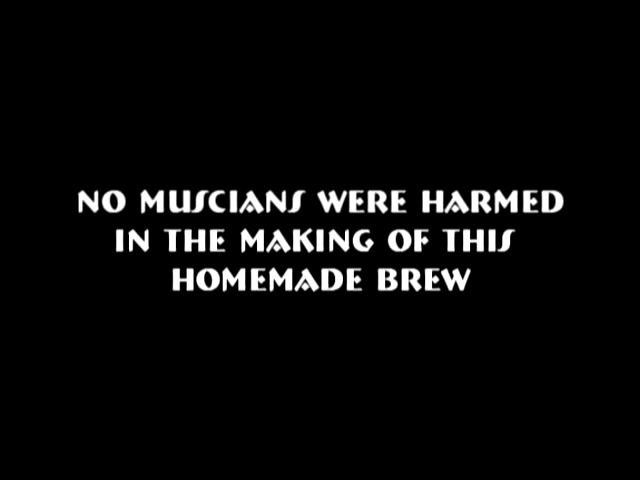 NO MUSCIANS WERE HARMED
IN THE MAKING OF THIS
HOMEMADE BREW